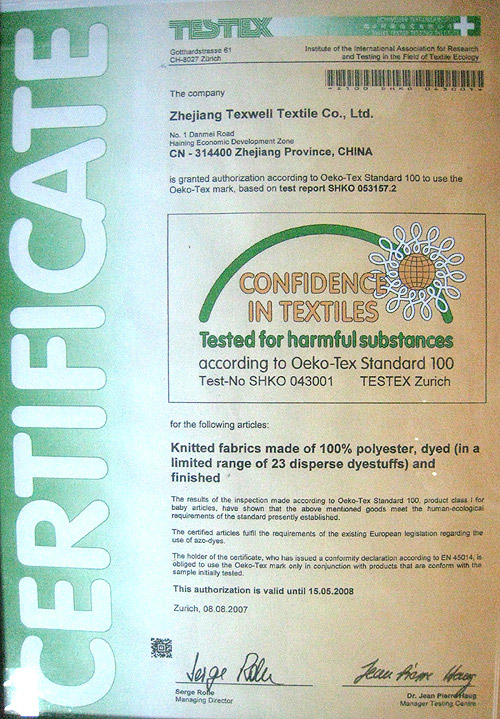 CERTIFICATE
TESTEX
Gotthardstrasse 61
CH-8027 Zürich
Institute of the International Association for Research
and Testing in the Field of Textile Ecology
The company
Zhejiang Texwell Textile Co., Ltd.
No. 1 Danmei Road
Haining Economic Development Zone
CN - 314400 Zhejiang Province, CHINA
is granted authorization according to Oeko-Tex Standard 100 to use the
Oeko-Tex mark, based on test report SHKO 053157.2
CONFIDENCE
IN TEXTILES
Tested for harmful substances
according to Oeko-Tex Standard 100
Test-No SHKO 043001 TESTEX Zurich
for the following articles:
Knitted fabrics made of 100% polyester, dyed (in a
limited range of 23 disperse dyestuffs) and
finished
The results of the inspection made according to Oeko-Tex Standard 100, product class I for
baby articles, have shown that the above mentioned goods meet the human-ecological
requirements of the standard presently established.
The certified articles fulfil the requirements of the existing European legislation regarding the
use of azo-dyes.
The holder of the certificate, who has issued a conformity declaration according to EN 45014, is
obliged to use the Oeko-Tex mark only in conjunction with products that are conform with the
sample initially tested.
This authorization is valid until 15.05.2008
Zurich, 08.08.2007
Serge Rolle
Managing Director
Dr. Jean Pierre Haug
Manager Testing Centre